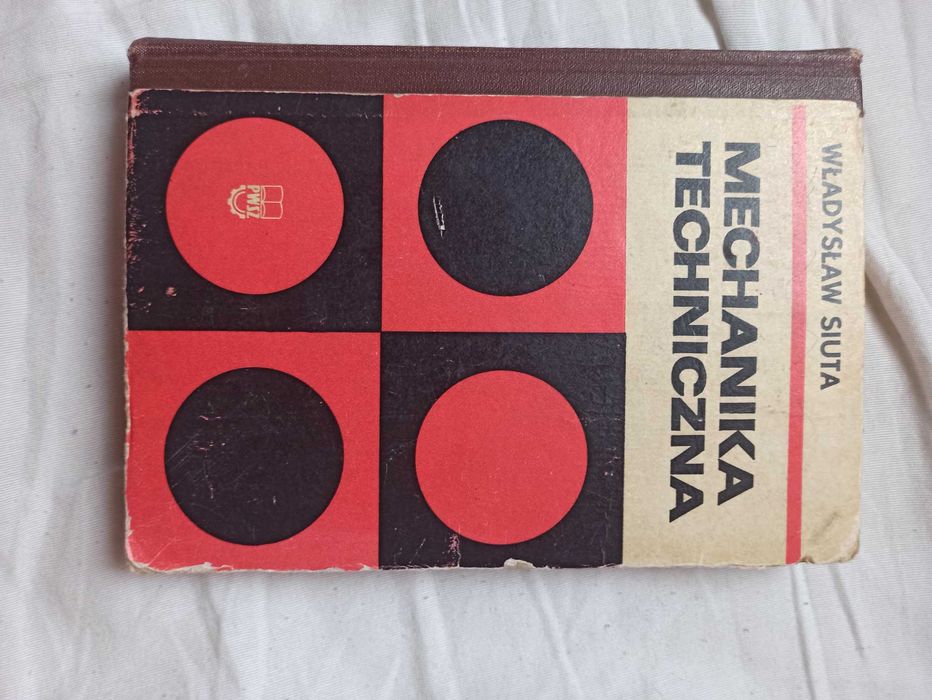 WŁADYSŁAW SIUTA
MECHANIKA
TECHNICZNA
PWSZ